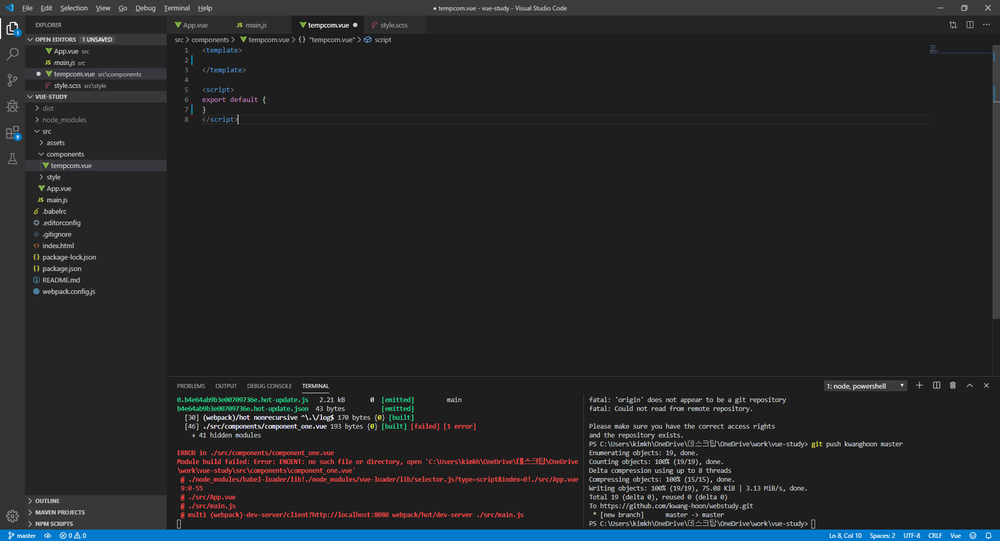 File Edit Selection View Go Debug Terminal Help
● tempcom.vue - vue-study - Visual Studio Code
EXPLORER
OPEN EDITORS 1 UNSAVED
App.vue src
JS main.js src
tempcom.vue src\components
style.scss src\style
VUE-STUDY
dist
node_modules
src
assets
components
tempcom.vue
style
App.vue
JS main.js
.babelrc
.editorconfig
.gitignore
<> index.html
{} package-lock.json
{} package.json
README.md
webpack.config.js
OUTLINE
MAVEN PROJECTS
NPM SCRIPTS
1
9
App.vue JS main.js tempcom.vue ● style.scss
src > components > tempcom.vue > {} "tempcom.vue" > script
1 <template>
2
3 </template>
4
5 <script>
6 export default {
7 }
8 </script>
PROBLEMS OUTPUT DEBUG CONSOLE TERMINAL
1: node, powershell
0.b4e64ab9b3e00709736e.hot-update.js 2.21 kB 0 [emitted] main
b4e64ab9b3e00709736e.hot-update.json 43 bytes [emitted]
[30] (webpack)/hot nonrecursive ^\.\/log$ 170 bytes {0} [built]
[46] ./src/components/component_one.vue 193 bytes {0} [built] [failed] [1 error]
+ 41 hidden modules
ERROR in ./src/components/component_one.vue
Module build failed: Error: ENOENT: no such file or directory, open 'C:\Users\kimkh\OneDrive\데스크탑\OneDrive
\work\vue-study\src\components\component_one.vue'
@ ./node_modules/babel-loader/lib!./node_modules/vue-loader/lib/selector.js?type=script&index=0!./src/App.vue
9:0-55
@ ./src/App.vue
@ ./src/main.js
@ multi (webpack)-dev-server/client?http://localhost:8080 webpack/hot/dev-server ./src/main.js
fatal: 'origin' does not appear to be a git repository
fatal: Could not read from remote repository.
Please make sure you have the correct access rights
and the repository exists.
PS C:\Users\kimkh\OneDrive\데스크탑\OneDrive\work\vue-study> git push kwanghoon master
Enumerating objects: 19, done.
Counting objects: 100% (19/19), done.
Delta compression using up to 8 threads
Compressing objects: 100% (15/15), done.
Writing objects: 100% (19/19), 75.08 KiB | 3.13 MiB/s, done.
Total 19 (delta 0), reused 0 (delta 0)
To https://github.com/kwang-hoon/webstudy.git
* [new branch] master -> master
PS C:\Users\kimkh\OneDrive\데스크탑\OneDrive\work\vue-study>
master 0 0 Ln 8, Col 10 Spaces: 2 UTF-8 CRLF Vue